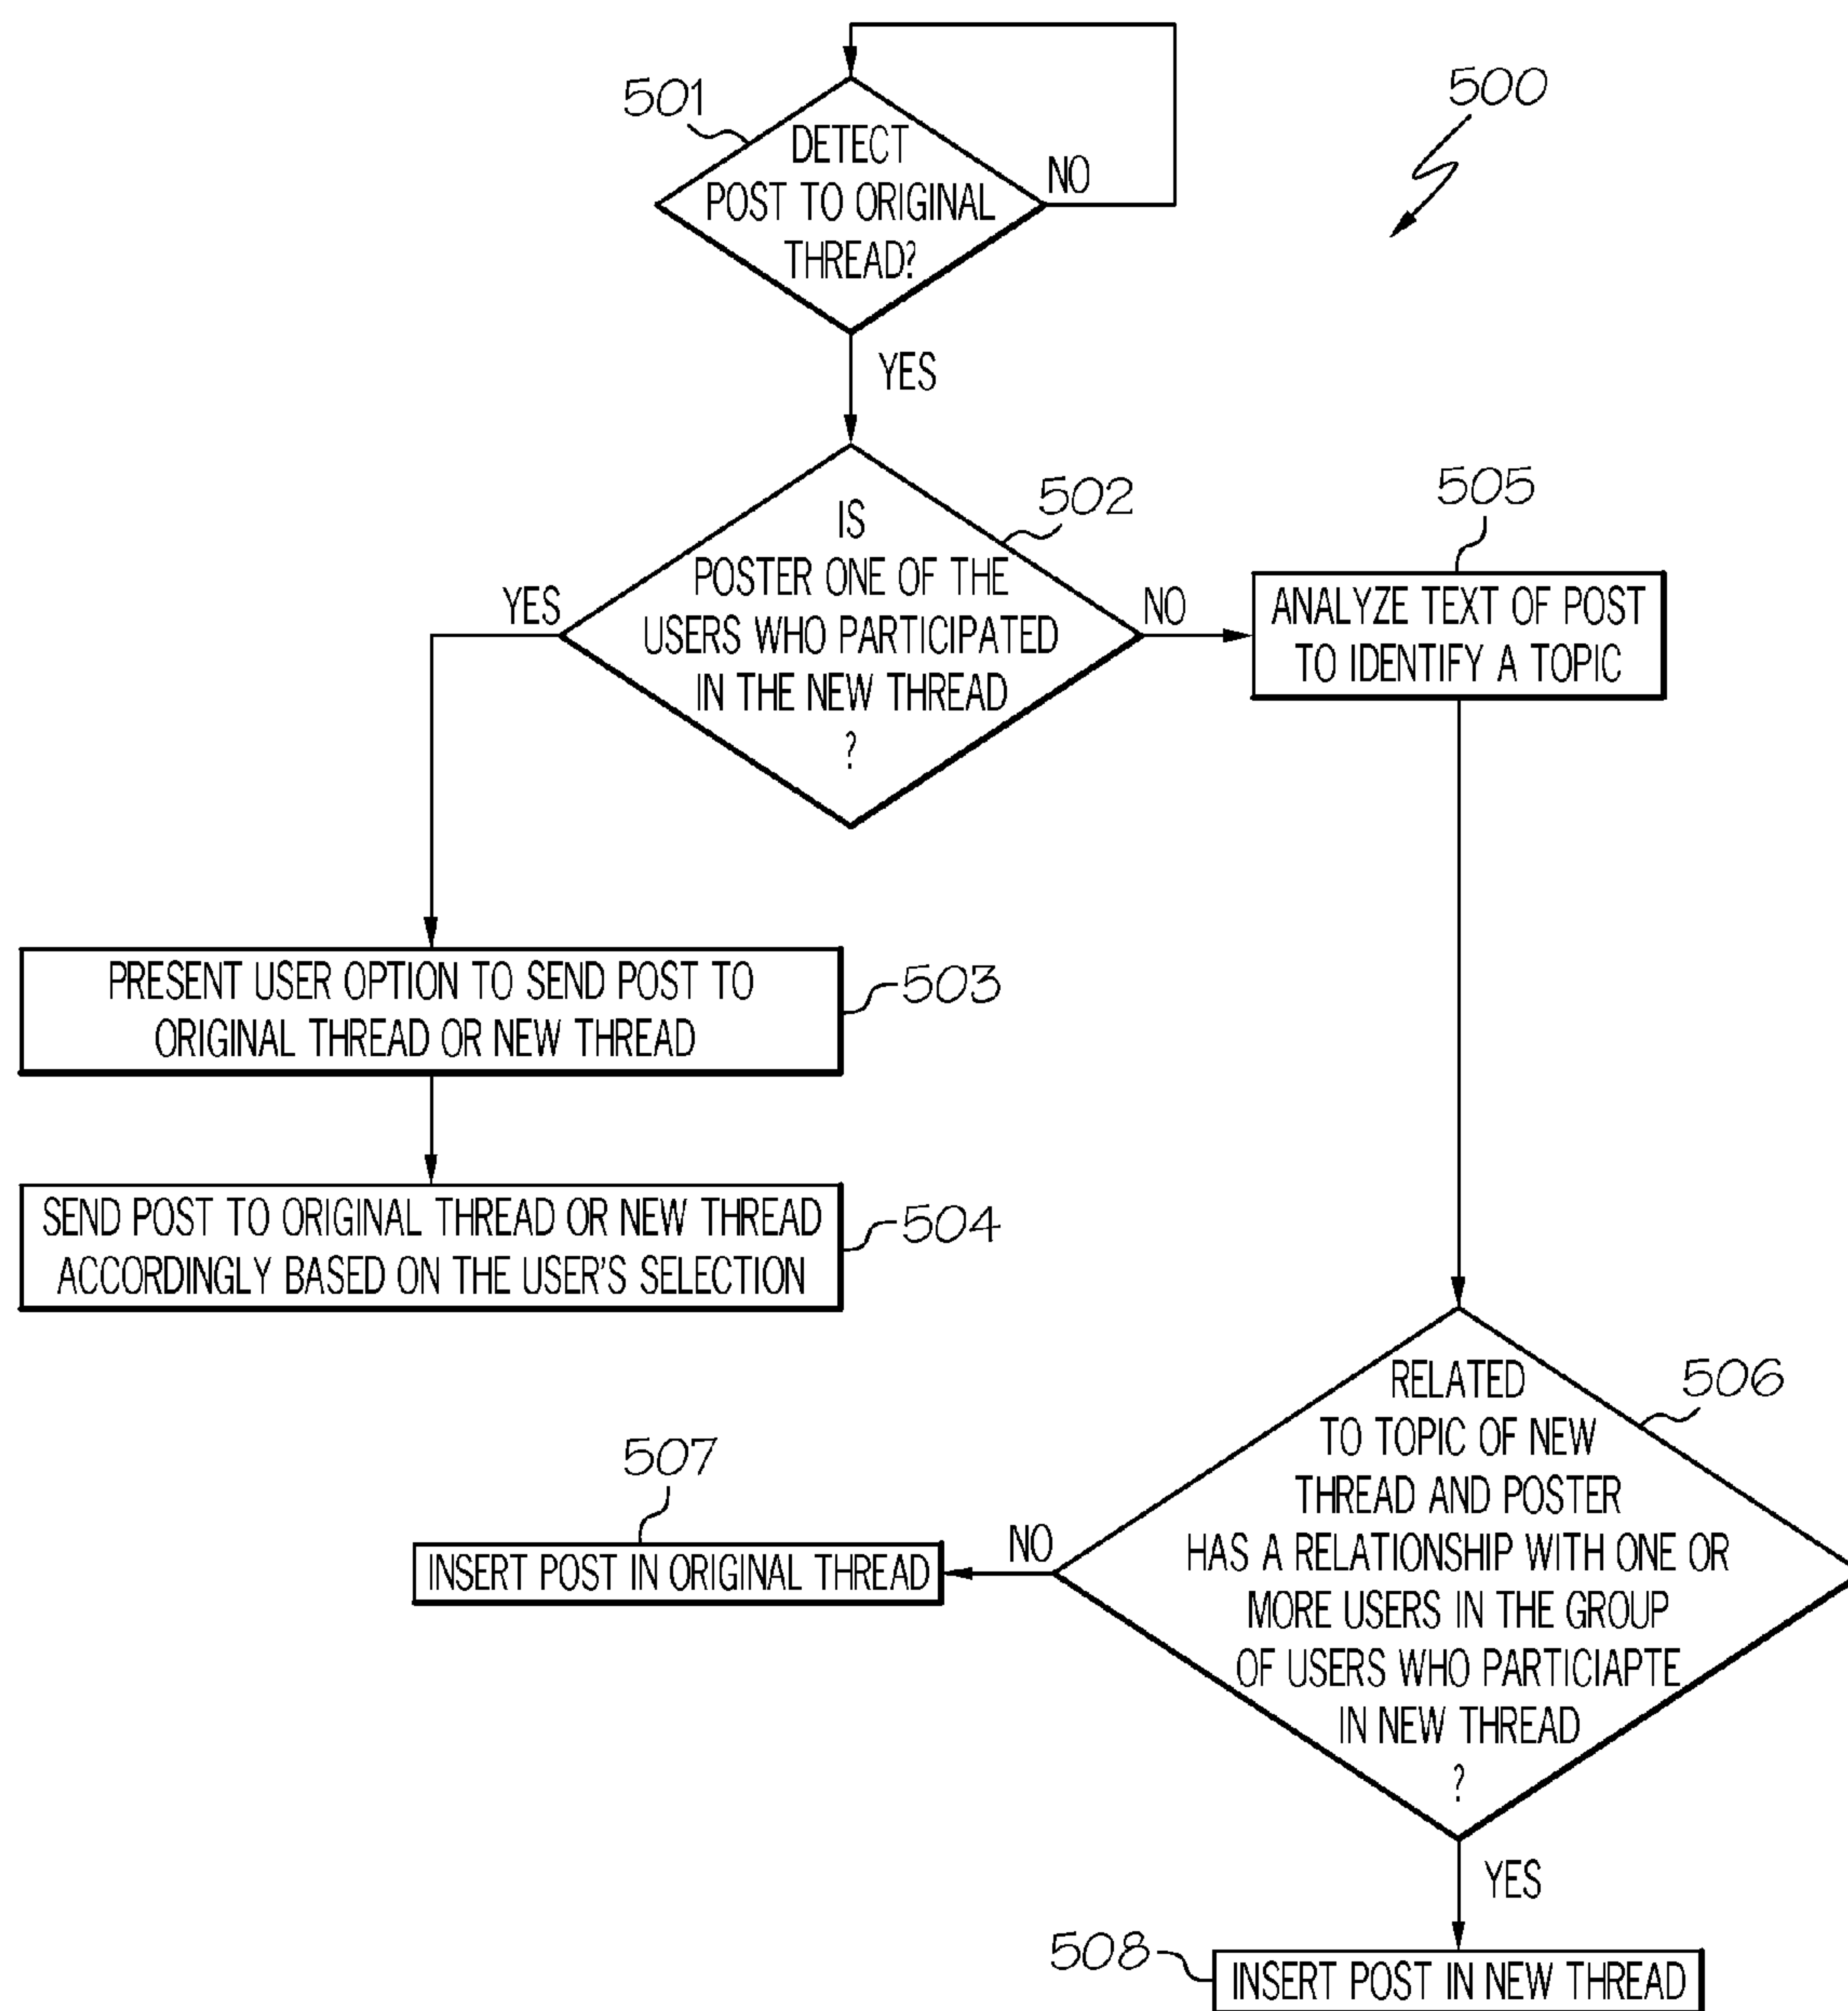 500
501
DETECT
POST TO ORIGINAL
THREAD?
NO
YES
502
IS
POSTER ONE OF THE
USERS WHO PARTICIPATED
IN THE NEW THREAD
?
YES
NO
505
ANALYZE TEXT OF POST
TO IDENTIFY A TOPIC
PRESENT USER OPTION TO SEND POST TO
ORIGINAL THREAD OR NEW THREAD
503
SEND POST TO ORIGINAL THREAD OR NEW THREAD
ACCORDINGLY BASED ON THE USER'S SELECTION
504
506
RELATED
TO TOPIC OF NEW
THREAD AND POSTER
HAS A RELATIONSHIP WITH ONE OR
MORE USERS IN THE GROUP
OF USERS WHO PARTICIAPTE
IN NEW THREAD
?
NO
507
INSERT POST IN ORIGINAL THREAD
YES
508
INSERT POST IN NEW THREAD